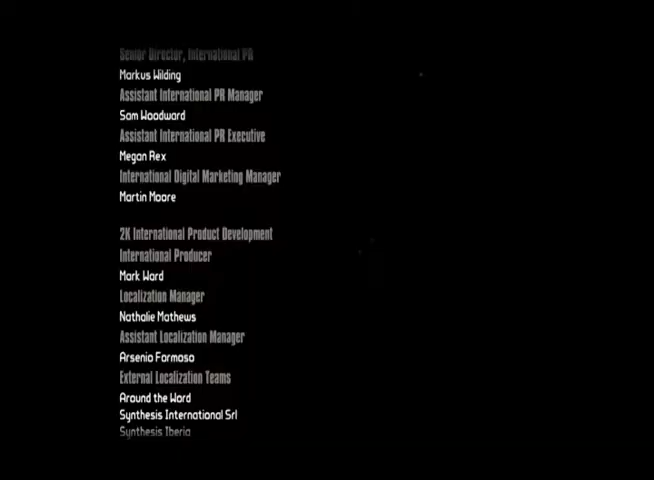 Senior Director, International PR
Markus Wilding
Assistant International PR Manager
Sam Woodward
Assistant International PR Executive
Megan Rex
International Digital Marketing Manager
Martin Moore
2K International Product Development
International Producer
Mark Ward
Localization Manager
Nathalie Mathews
Assistant Localization Manager
Arsenio Formoso
External Localization Teams
Around the Word
Synthesis International Srl
Synthesis Iberia